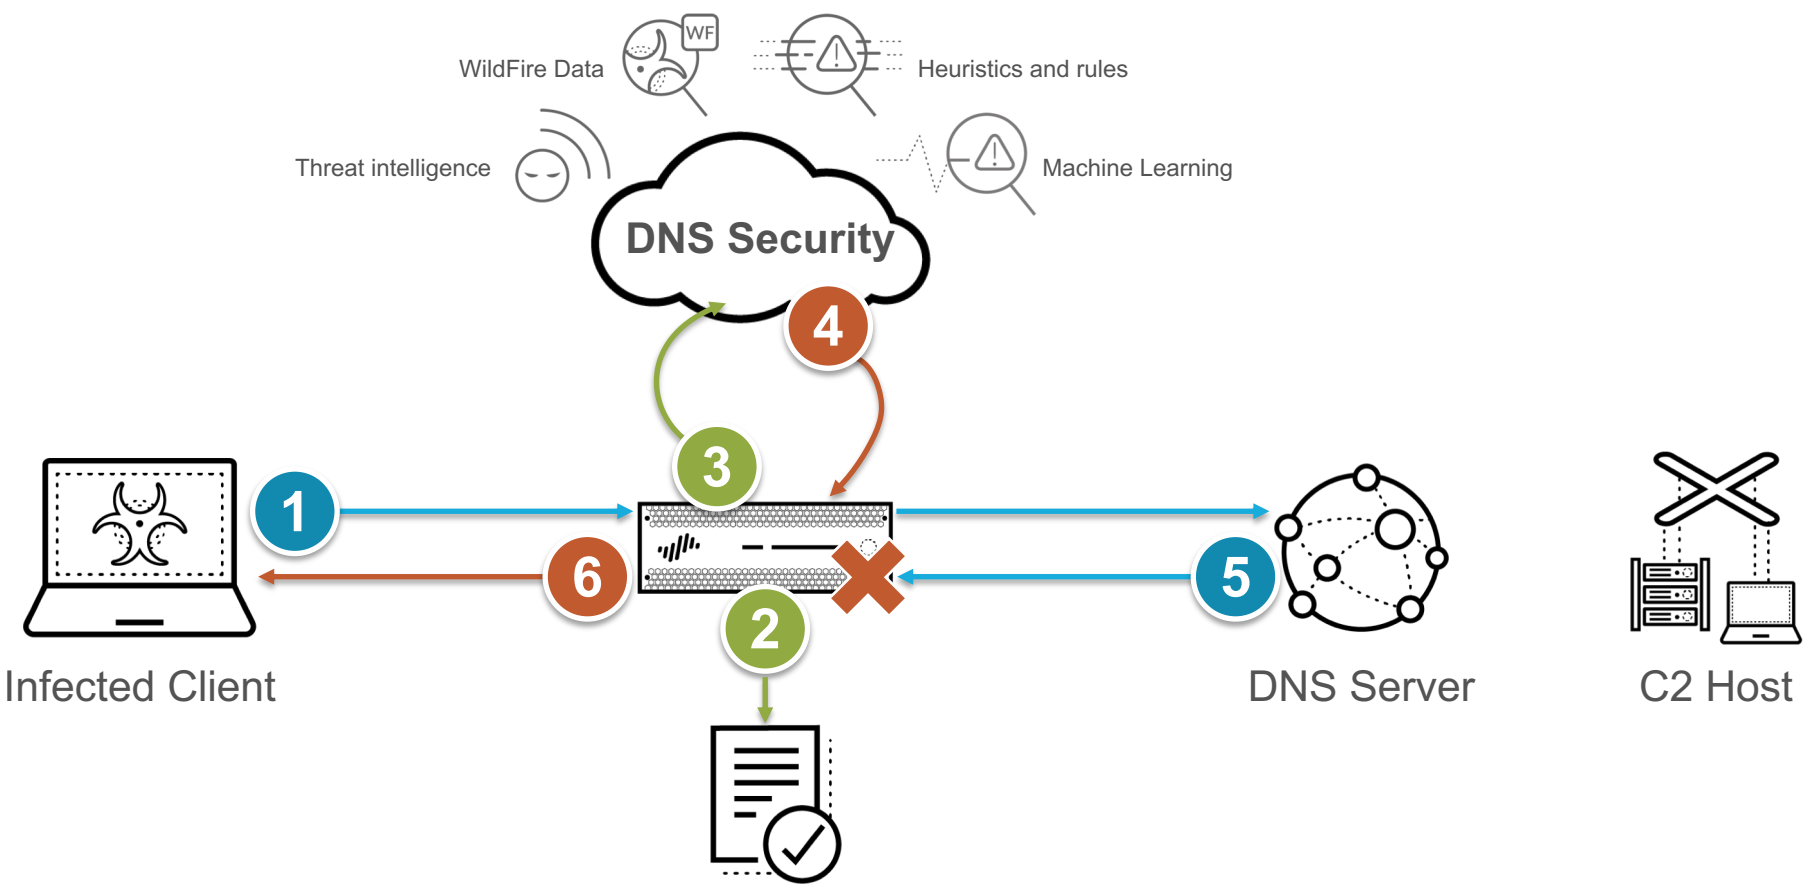 WF
WildFire Data
Heuristics and rules
Threat intelligence
Machine Learning
DNS Security
4
3
1
6
5
2
Infected Client
DNS Server
C2 Host